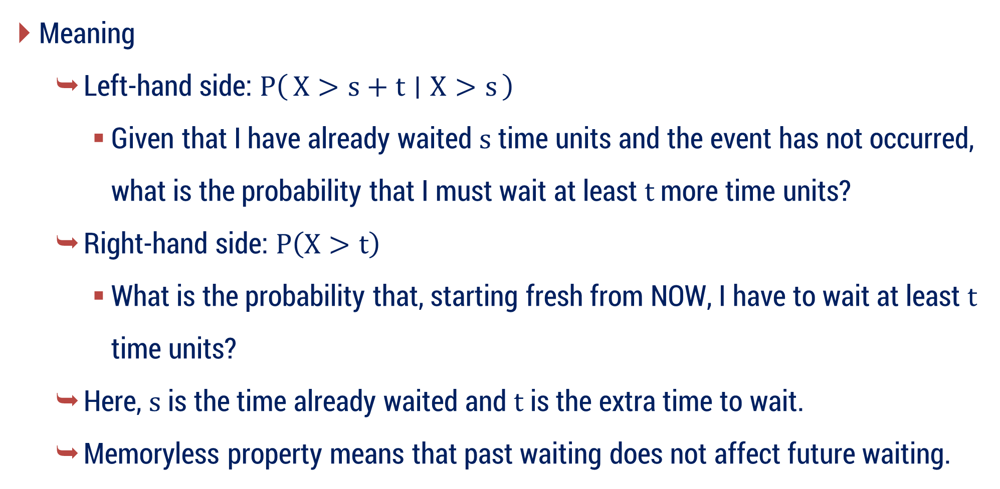 Meaning
Left-hand side: P( X > s + t | X > s )
Given that I have already waited s time units and the event has not occurred,
what is the probability that I must wait at least t more time units?
Right-hand side: P(X > t)
What is the probability that, starting fresh from NOW, I have to wait at least t
time units?
Here, s is the time already waited and t is the extra time to wait.
Memoryless property means that past waiting does not affect future waiting.